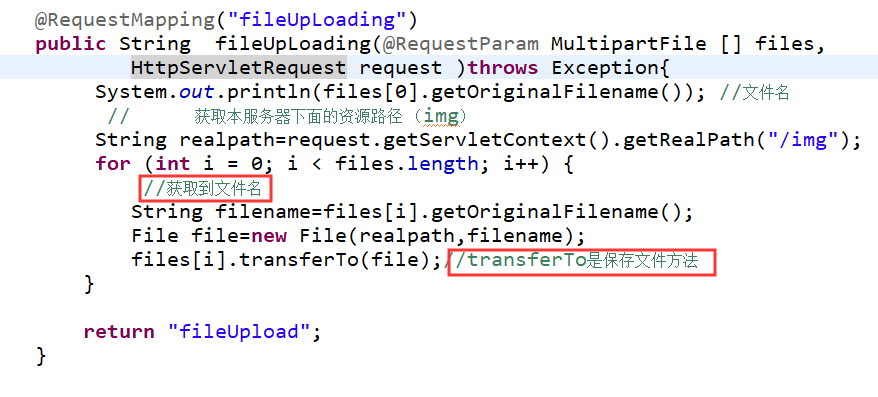 @RequestMapping("fileUpLoading")
public String  fileUpLoading(@RequestParam MultipartFile [] files,
HttpServletRequest request )throws Exception{
System.out.println(files[0].getOriginalFilename()); //文件名
//     获取本服务器下面的资源路径（img）
String realpath=request.getServletContext().getRealPath("/img");
for (int i = 0; i < files.length; i++) {
//获取到文件名
String filename=files[i].getOriginalFilename();
File file=new File(realpath,filename);
files[i].transferTo(file);//transferTo是保存文件方法
}
return "fileUpload";
}